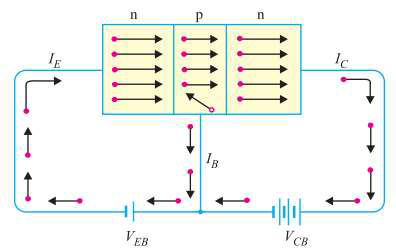 n p n
I_E I_C
I_B
V_EB V_CB